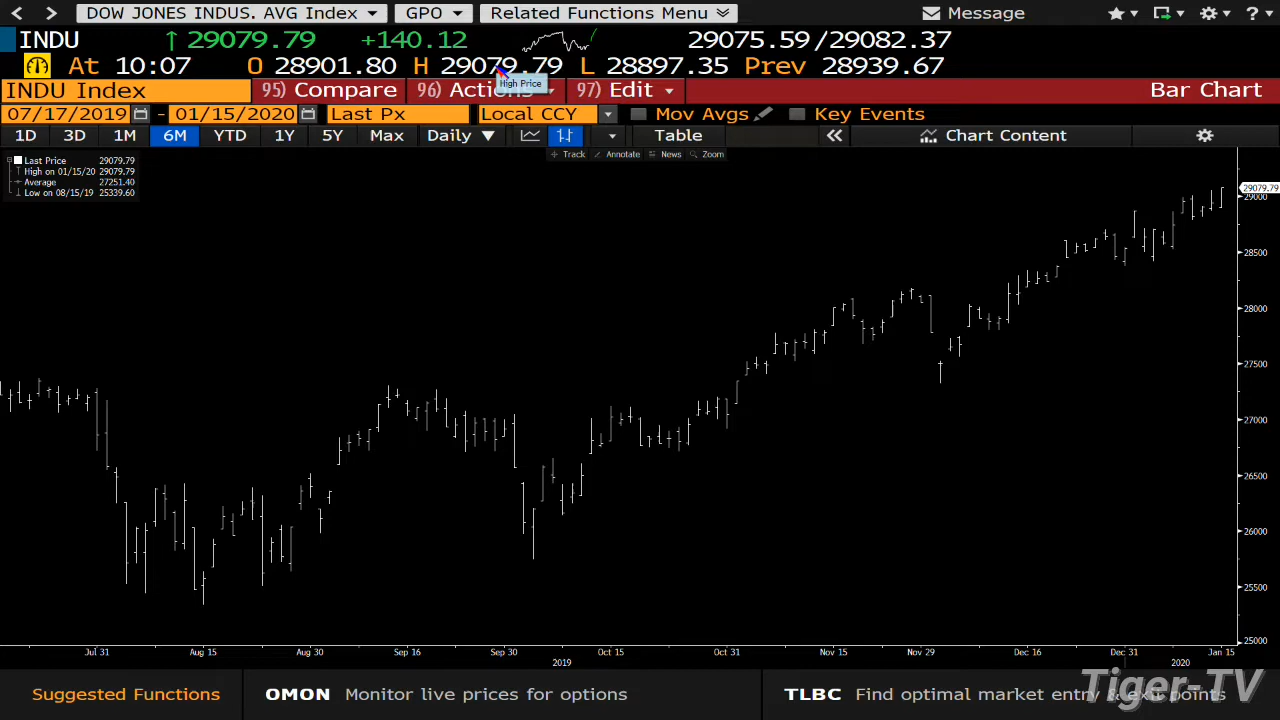 DOW JONES INDUS. AVG Index GPO Related Functions Menu Message ?
INDU ↑ 29079.79 +140.12 29075.59/29082.37
At 10:07 O 28901.80 H 29079.79 L 28897.35 Prev 28939.67
High Price
INDU Index 95) Compare 96) Actions 97) Edit Bar Chart
07/17/2019 - 01/15/2020 Last Px Local CCY Mov Avgs Key Events
1D 3D 1M 6M YTD 1Y 5Y Max Daily ▼ Table « Chart Content
Track Annotate News Zoom
Last Price 29079.79
High on 01/15/20 29079.79
Average 27251.40
Low on 08/15/19 25339.60
29079.79
29000
28500
28000
27500
27000
26500
26000
25500
25000
Jul 31 Aug 15 Aug 30 Sep 16 Sep 30 Oct 15 Oct 31 Nov 15 Nov 29 Dec 16 Dec 31 Jan 15
2019 2020
Suggested Functions OMON Monitor live prices for options TLBC Find optimal market entry & exit points
Tiger-TV